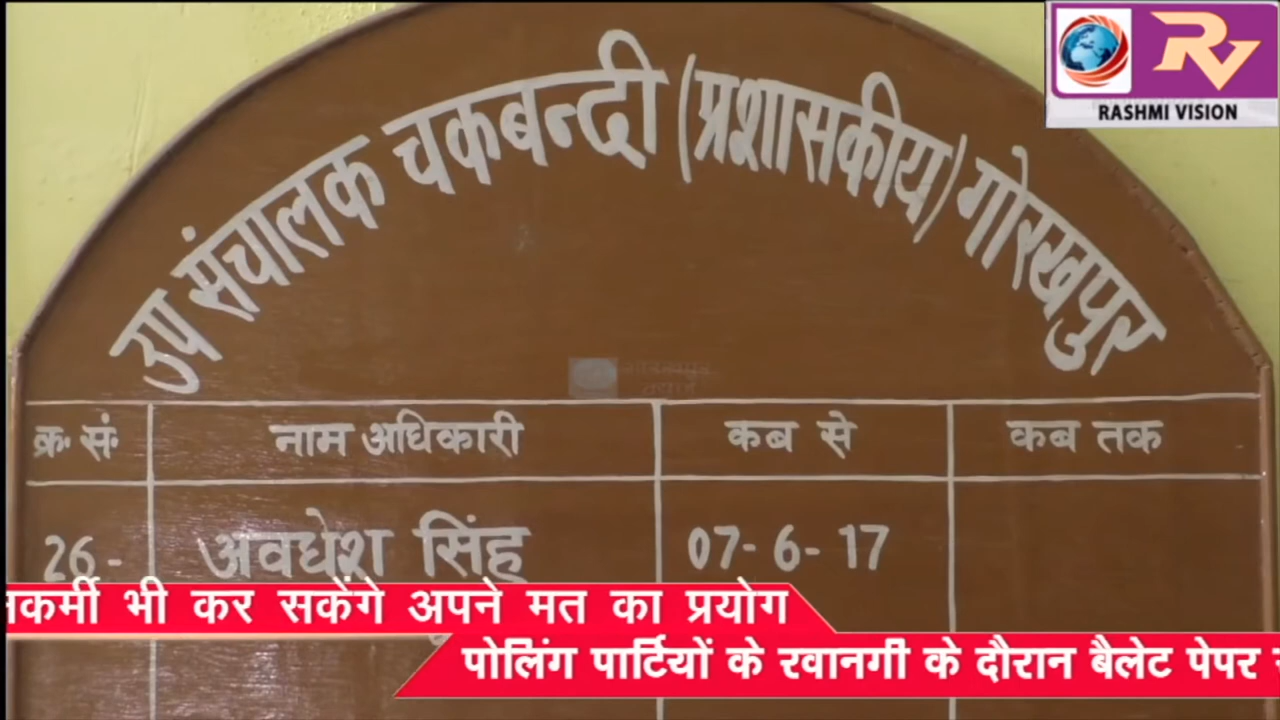 RV
RASHMI VISION
उप संचालक चकबन्दी (प्रशासकीय) गोरखपुर
क्र. सं. नाम अधिकारी कब से कब तक
26- अवधेश सिंह 07-6-17
भी कर सकेंगे अपने मत का प्रयोग
पोलिंग पार्टियों के रवानगी के दौरान बैलेट पेपर